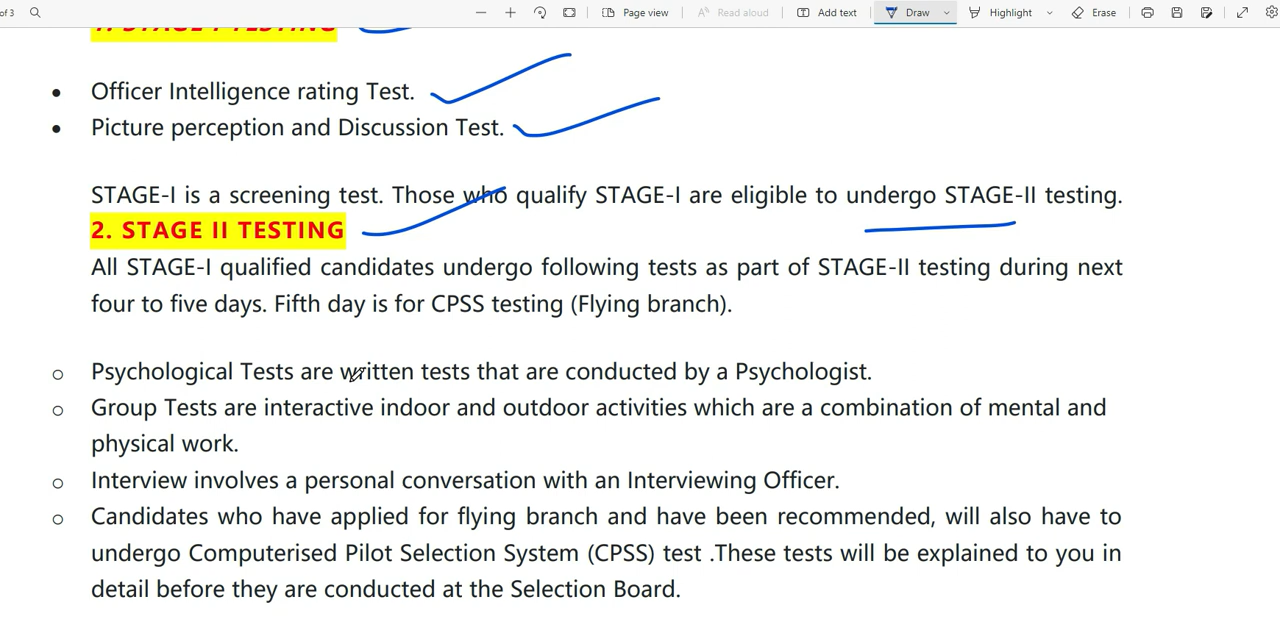 of 3 Page view Read aloud Add text Draw Highlight Erase
1. STAGE I TESTING
• Officer Intelligence rating Test.
• Picture perception and Discussion Test.
STAGE-I is a screening test. Those who qualify STAGE-I are eligible to undergo STAGE-II testing.
2. STAGE II TESTING
All STAGE-I qualified candidates undergo following tests as part of STAGE-II testing during next
four to five days. Fifth day is for CPSS testing (Flying branch).
o Psychological Tests are written tests that are conducted by a Psychologist.
o Group Tests are interactive indoor and outdoor activities which are a combination of mental and
physical work.
o Interview involves a personal conversation with an Interviewing Officer.
o Candidates who have applied for flying branch and have been recommended, will also have to
undergo Computerised Pilot Selection System (CPSS) test .These tests will be explained to you in
detail before they are conducted at the Selection Board.